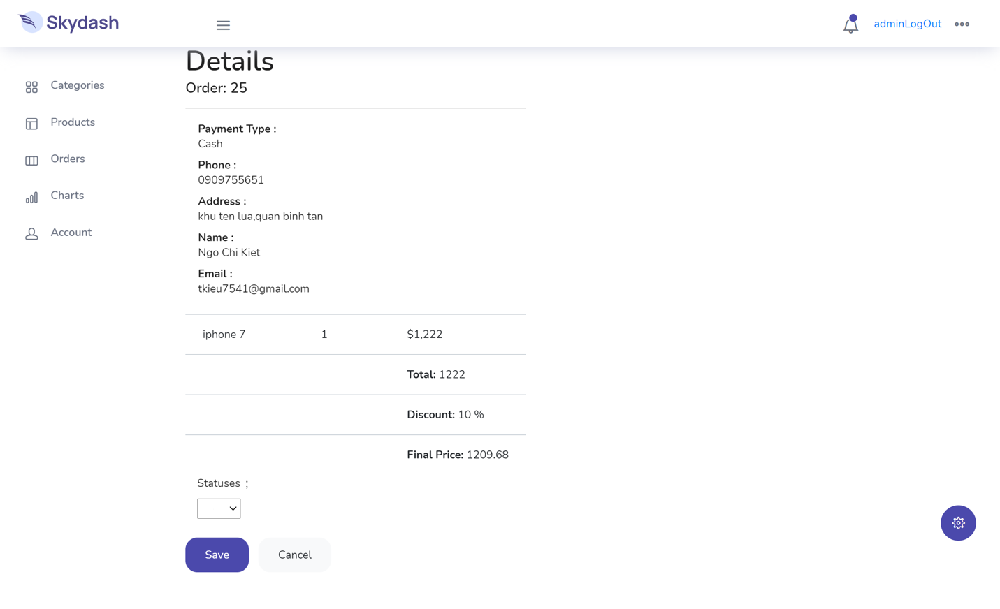 Skydash
adminLogOut
Categories
Products
Orders
Charts
Account
Details
Order: 25
Payment Type :
Cash
Phone :
0909755651
Address :
khu ten lua,quan binh tan
Name :
Ngo Chi Kiet
Email :
tkieu7541@gmail.com
iphone 7 1 $1,222
Total: 1222
Discount: 10 %
Final Price: 1209.68
Statuses ;
Save Cancel